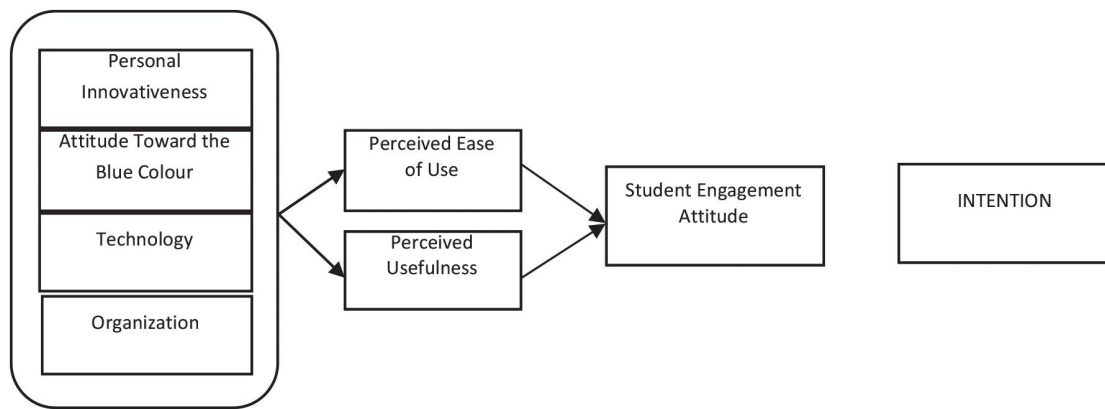 Personal
Innovativeness
Attitude Toward the
Blue Colour
Technology
Organization
Perceived Ease
of Use
Perceived
Usefulness
Student Engagement
Attitude
INTENTION